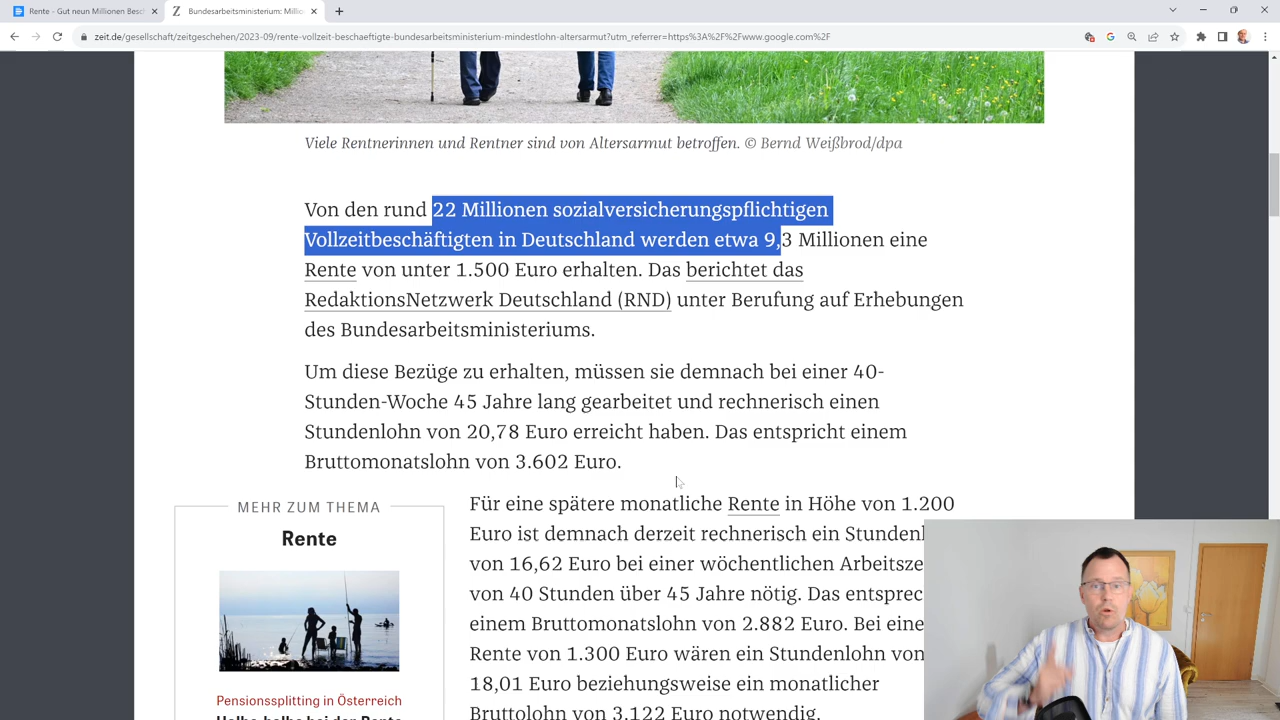 Rente - Gut neun Millionen Besch
Bundesarbeitsministerium: Millio
zeit.de/gesellschaft/zeitgeschehen/2023-09/rente-vollzeit-beschaeftigte-bundesarbeitsministerium-mindestlohn-altersarmut?utm_referrer=https%3A%2F%2Fwww.google.com%2F
Viele Rentnerinnen und Rentner sind von Altersarmut betroffen. © Bernd Weißbrod/dpa
Von den rund 22 Millionen sozialversicherungspflichtigen
Vollzeitbeschäftigten in Deutschland werden etwa 9,3 Millionen eine
Rente von unter 1.500 Euro erhalten. Das berichtet das
RedaktionsNetzwerk Deutschland (RND) unter Berufung auf Erhebungen
des Bundesarbeitsministeriums.
Um diese Bezüge zu erhalten, müssen sie demnach bei einer 40-
Stunden-Woche 45 Jahre lang gearbeitet und rechnerisch einen
Stundenlohn von 20,78 Euro erreicht haben. Das entspricht einem
Bruttomonatslohn von 3.602 Euro.
MEHR ZUM THEMA
Rente
Pensionssplitting in Österreich
Halbe-halbe bei der Rente
Für eine spätere monatliche Rente in Höhe von 1.200
Euro ist demnach derzeit rechnerisch ein Stundenl
von 16,62 Euro bei einer wöchentlichen Arbeitsze
von 40 Stunden über 45 Jahre nötig. Das entsprec
einem Bruttomonatslohn von 2.882 Euro. Bei eine
Rente von 1.300 Euro wären ein Stundenlohn von
18,01 Euro beziehungsweise ein monatlicher
Bruttolohn von 3.122 Euro notwendig.